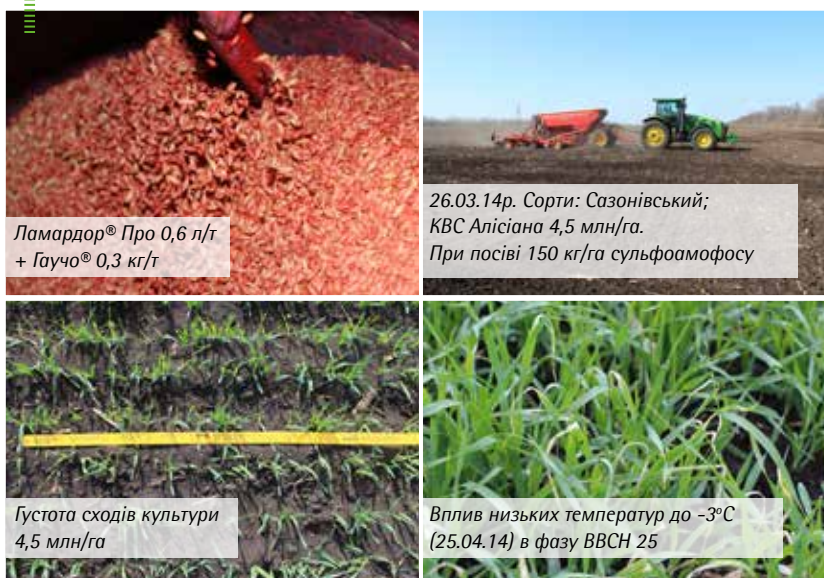 Ламардор® Про 0,6 л/т
+ Гаучо® 0,3 кг/т
26.03.14р. Сорти: Сазонівський;
КВС Алісіана 4,5 млн/га.
При посіві 150 кг/га сульфоамофосу
Густота сходів культури
4,5 млн/га
Вплив низьких температур до -3°С
(25.04.14) в фазу ВВСН 25